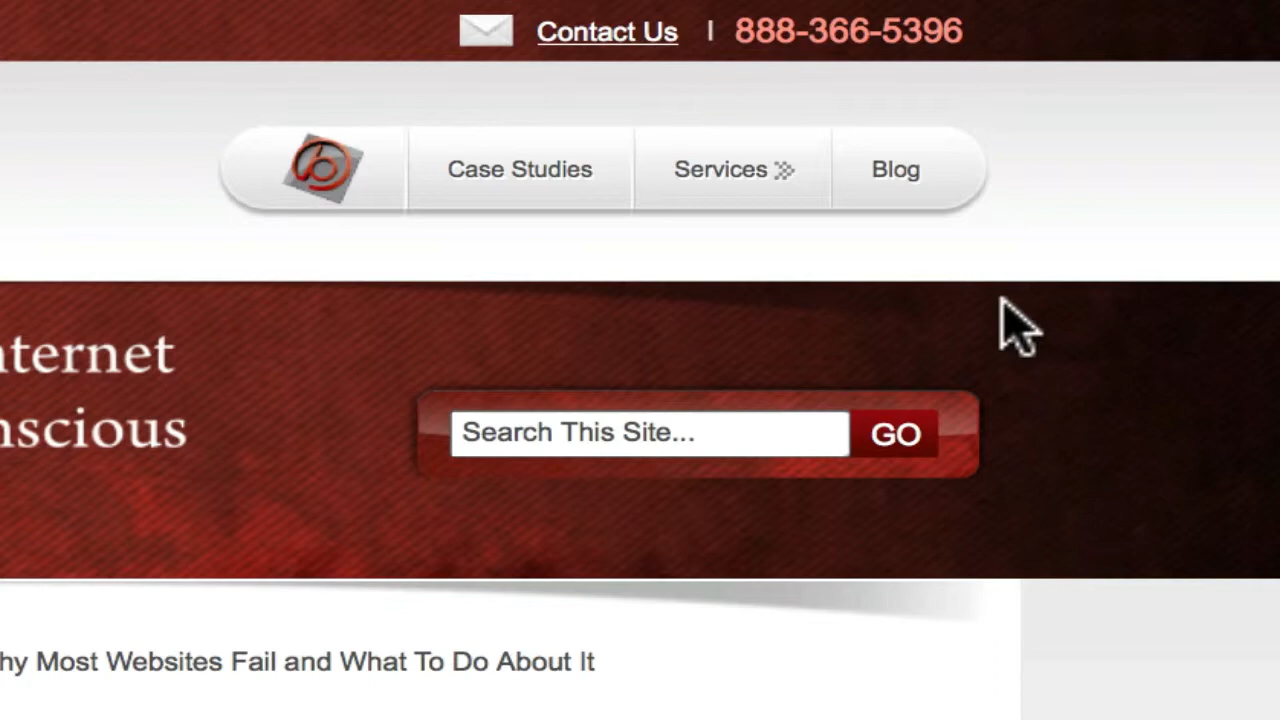 Contact Us | 888-366-5396
Case Studies Services Blog
nternet
nscious
Search This Site... GO
hy Most Websites Fail and What To Do About It